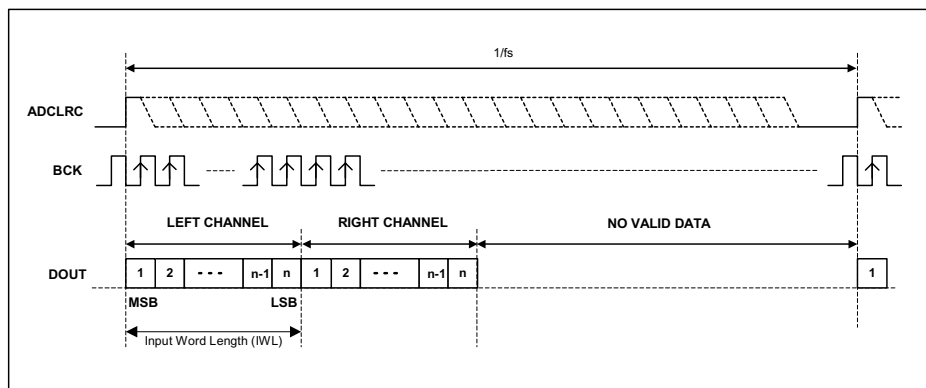 1/fs
ADCLRC
BCK
LEFT CHANNEL RIGHT CHANNEL NO VALID DATA
DOUT 1 2 - - - n-1 n 1 2 - - - n-1 n 1
MSB LSB
Input Word Length (IWL)